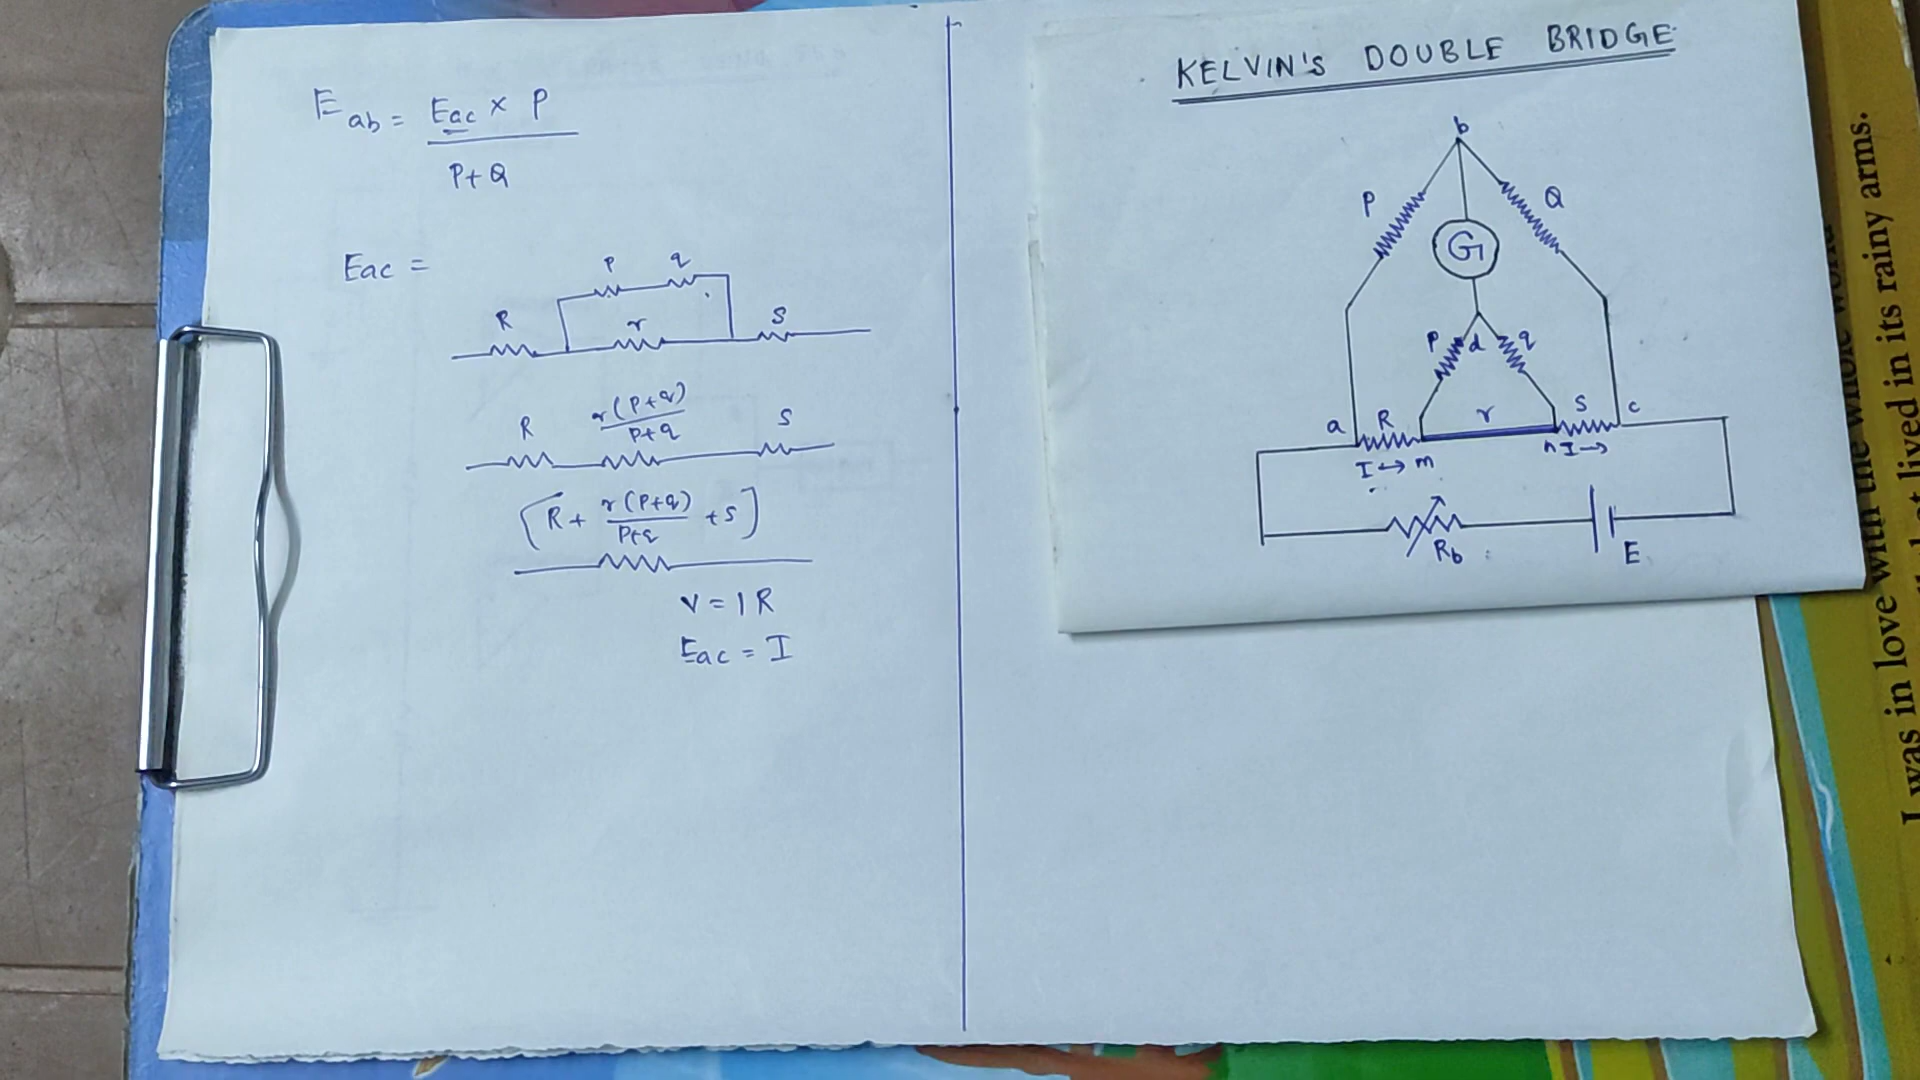 E ab = Eac × P
P+Q
Eac =
P q
R r S
R r(P+q) S
P+q
[R + r(P+q) + S]
P+q
V = IR
Eac = I
KELVIN'S DOUBLE BRIDGE
b
P Q
G
P d q
a R r S c
I → m n I →
Rb E
I was in love with the whole world
lived in its rainy arms.